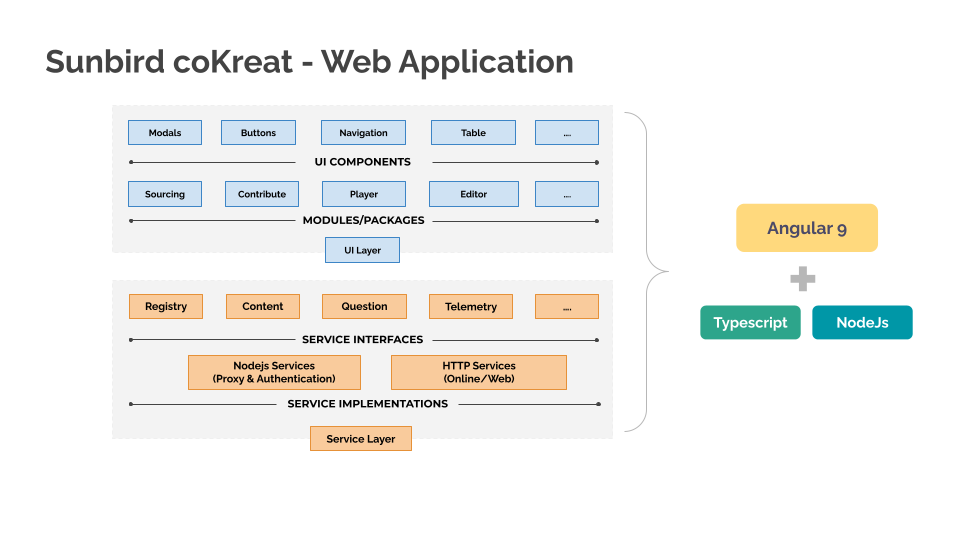 Sunbird coKreat - Web Application
Modals
Buttons
Navigation
Table
....
UI COMPONENTS
Sourcing
Contribute
Player
Editor
....
MODULES/PACKAGES
UI Layer
Registry
Content
Question
Telemetry
....
SERVICE INTERFACES
Nodejs Services
(Proxy & Authentication)
HTTP Services
(Online/Web)
SERVICE IMPLEMENTATIONS
Service Layer
Angular 9
Typescript
NodeJs